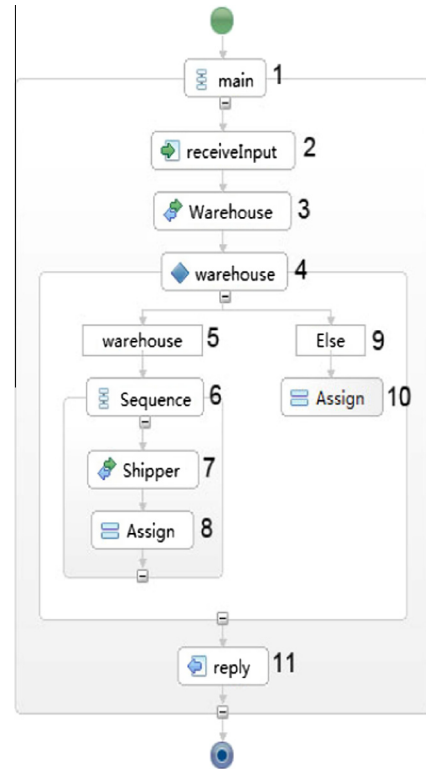 main 1
receiveInput 2
Warehouse 3
warehouse 4
warehouse 5
Else 9
Sequence 6
Assign 10
Shipper 7
Assign 8
reply 11